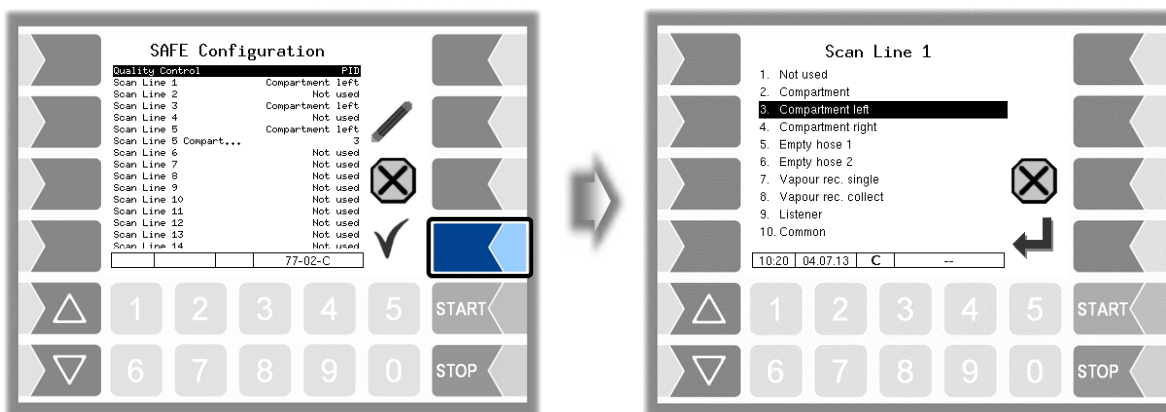 SAFE Configuration
Quality Control PID
Scan Line 1 Compartment left
Scan Line 2 Not used
Scan Line 3 Compartment left
Scan Line 4 Not used
Scan Line 5 Compartment left
Scan Line 5 Compart... 3
Scan Line 6 Not used
Scan Line 7 Not used
Scan Line 8 Not used
Scan Line 9 Not used
Scan Line 10 Not used
Scan Line 11 Not used
Scan Line 12 Not used
Scan Line 13 Not used
Scan Line 14 Not used
77-02-C
1 2 3 4 5 START
6 7 8 9 0 STOP
Scan Line 1
1. Not used
2. Compartment
3. Compartment left
4. Compartment right
5. Empty hose 1
6. Empty hose 2
7. Vapour rec. single
8. Vapour rec. collect
9. Listener
10. Common
10:20 04.07.13 C --
1 2 3 4 5 START
6 7 8 9 0 STOP